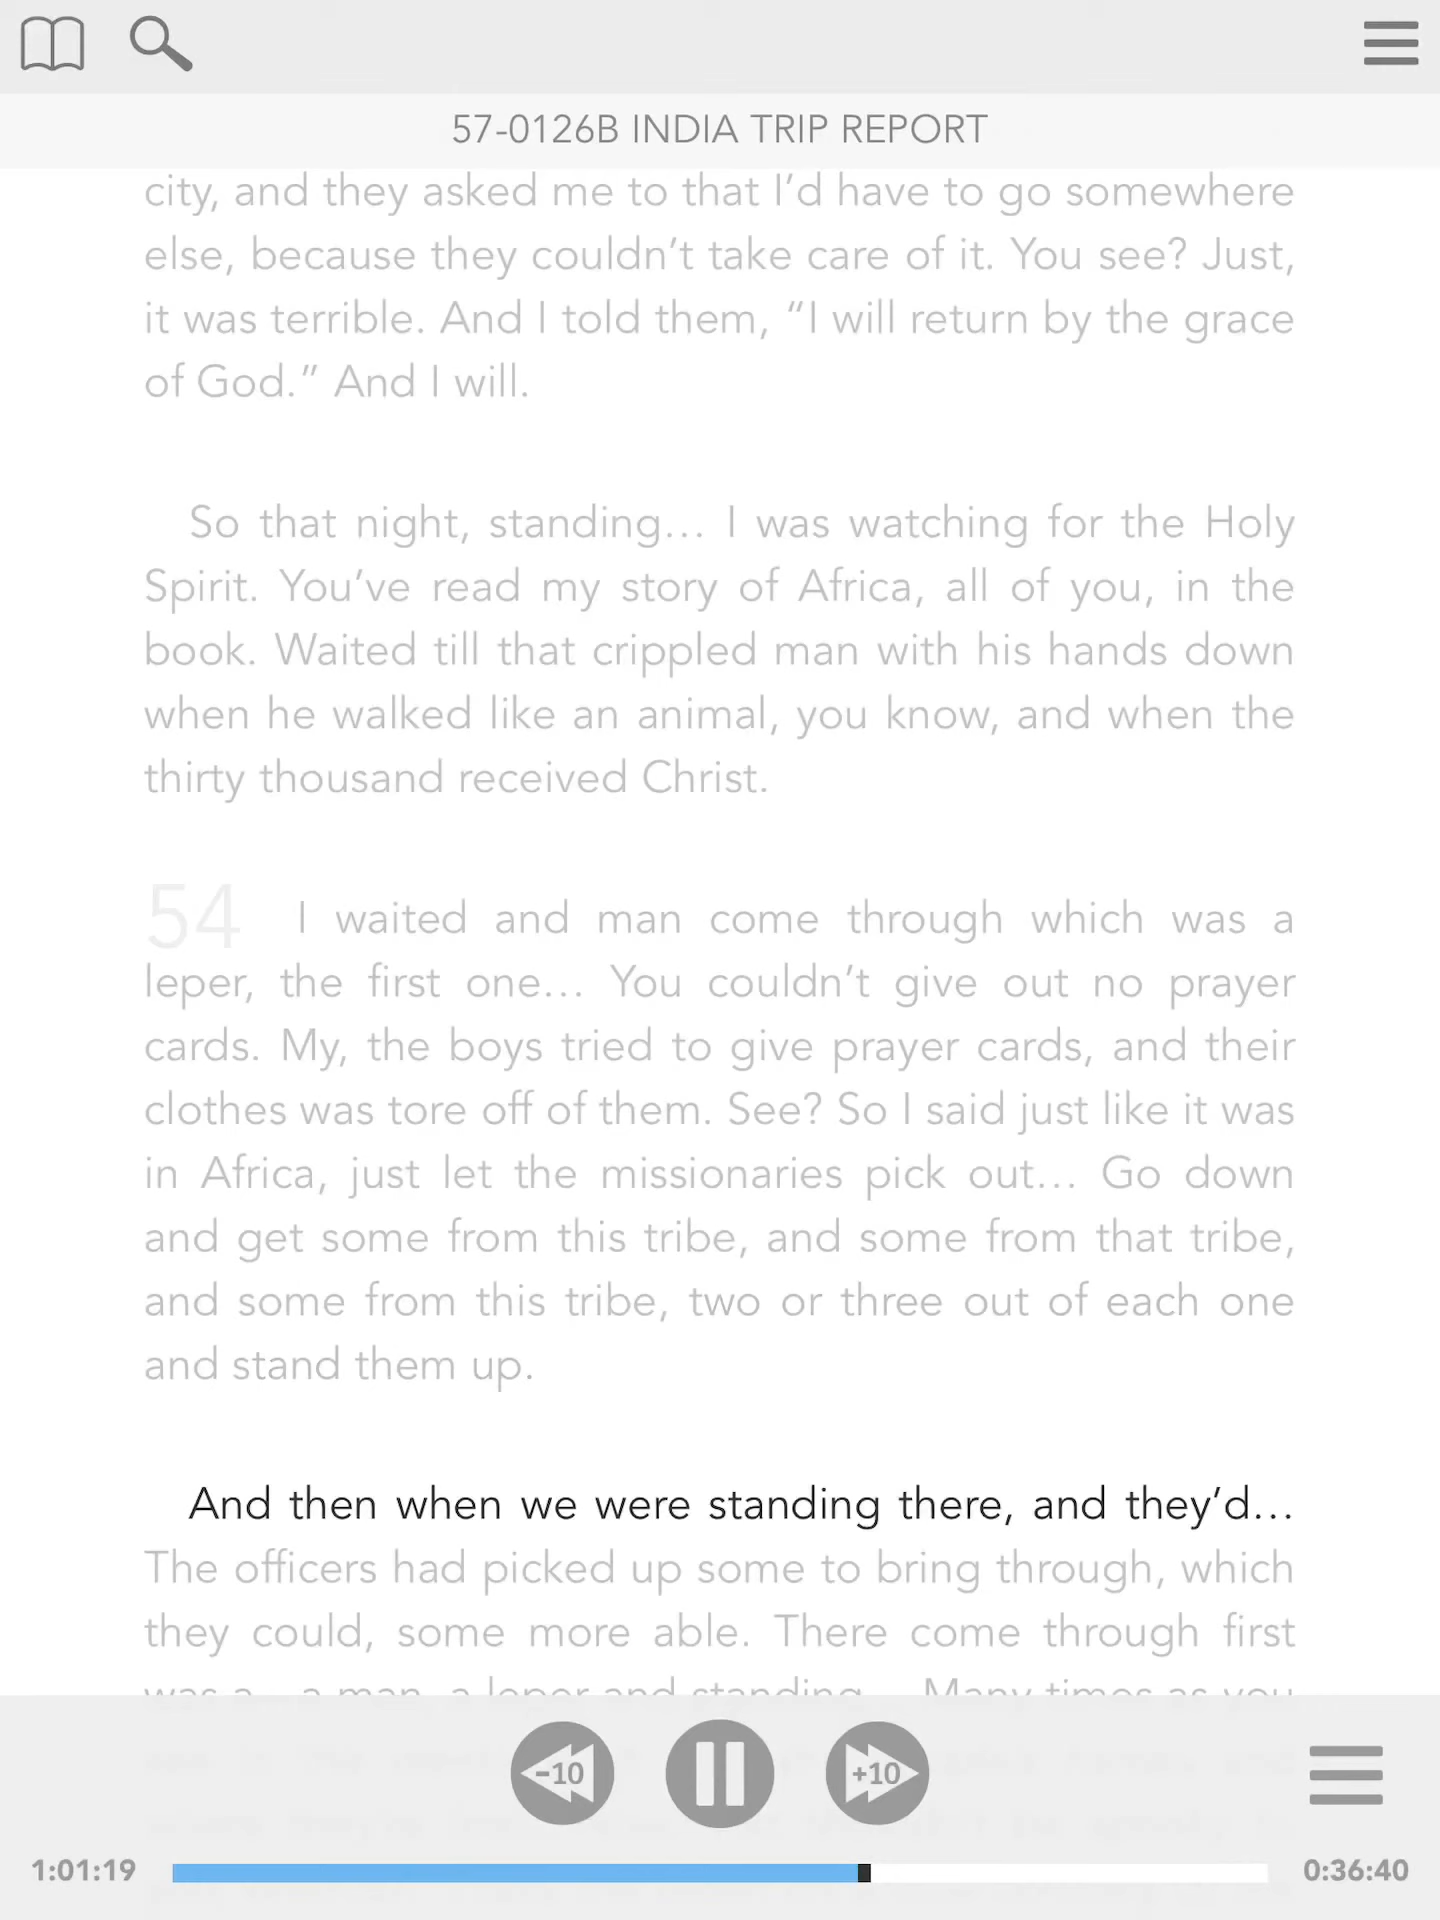 57-0126B INDIA TRIP REPORT
city, and they asked me to that I’d have to go somewhere
else, because they couldn’t take care of it. You see? Just,
it was terrible. And I told them, “I will return by the grace
of God.” And I will.
So that night, standing… I was watching for the Holy
Spirit. You’ve read my story of Africa, all of you, in the
book. Waited till that crippled man with his hands down
when he walked like an animal, you know, and when the
thirty thousand received Christ.
54 I waited and man come through which was a
leper, the first one… You couldn’t give out no prayer
cards. My, the boys tried to give prayer cards, and their
clothes was tore off of them. See? So I said just like it was
in Africa, just let the missionaries pick out… Go down
and get some from this tribe, and some from that tribe,
and some from this tribe, two or three out of each one
and stand them up.
And then when we were standing there, and they’d…
The officers had picked up some to bring through, which
they could, some more able. There come through first
was a—a man, a leper and standing… Many times as you
-10 +10
1:01:19 0:36:40